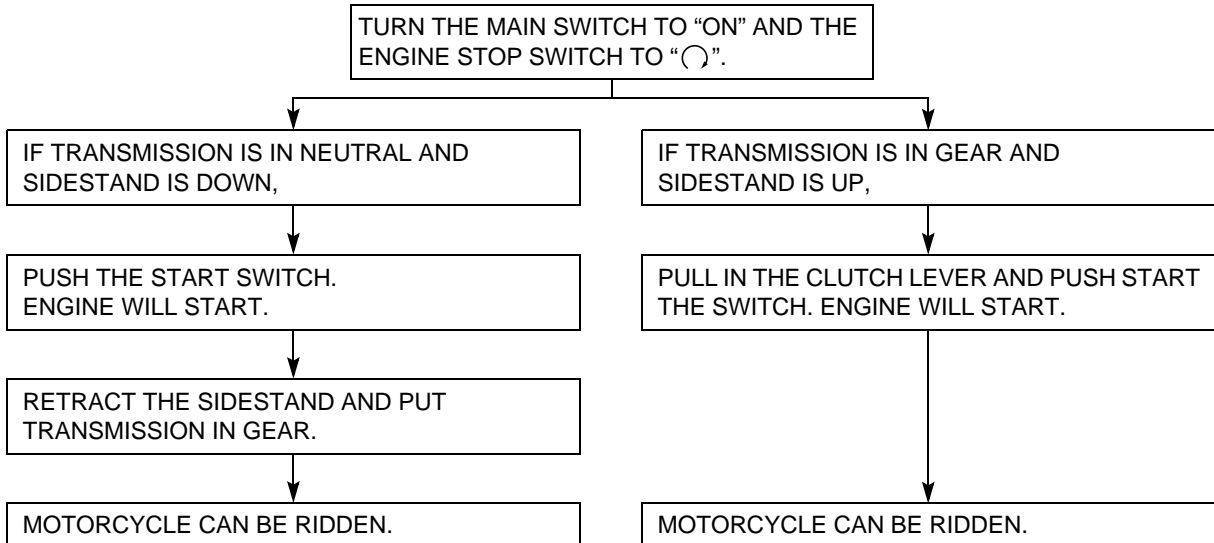 TURN THE MAIN SWITCH TO “ON” AND THE
ENGINE STOP SWITCH TO “”.
IF TRANSMISSION IS IN NEUTRAL AND
SIDESTAND IS DOWN,
PUSH THE START SWITCH.
ENGINE WILL START.
RETRACT THE SIDESTAND AND PUT
TRANSMISSION IN GEAR.
MOTORCYCLE CAN BE RIDDEN.
IF TRANSMISSION IS IN GEAR AND
SIDESTAND IS UP,
PULL IN THE CLUTCH LEVER AND PUSH START
THE SWITCH. ENGINE WILL START.
MOTORCYCLE CAN BE RIDDEN.